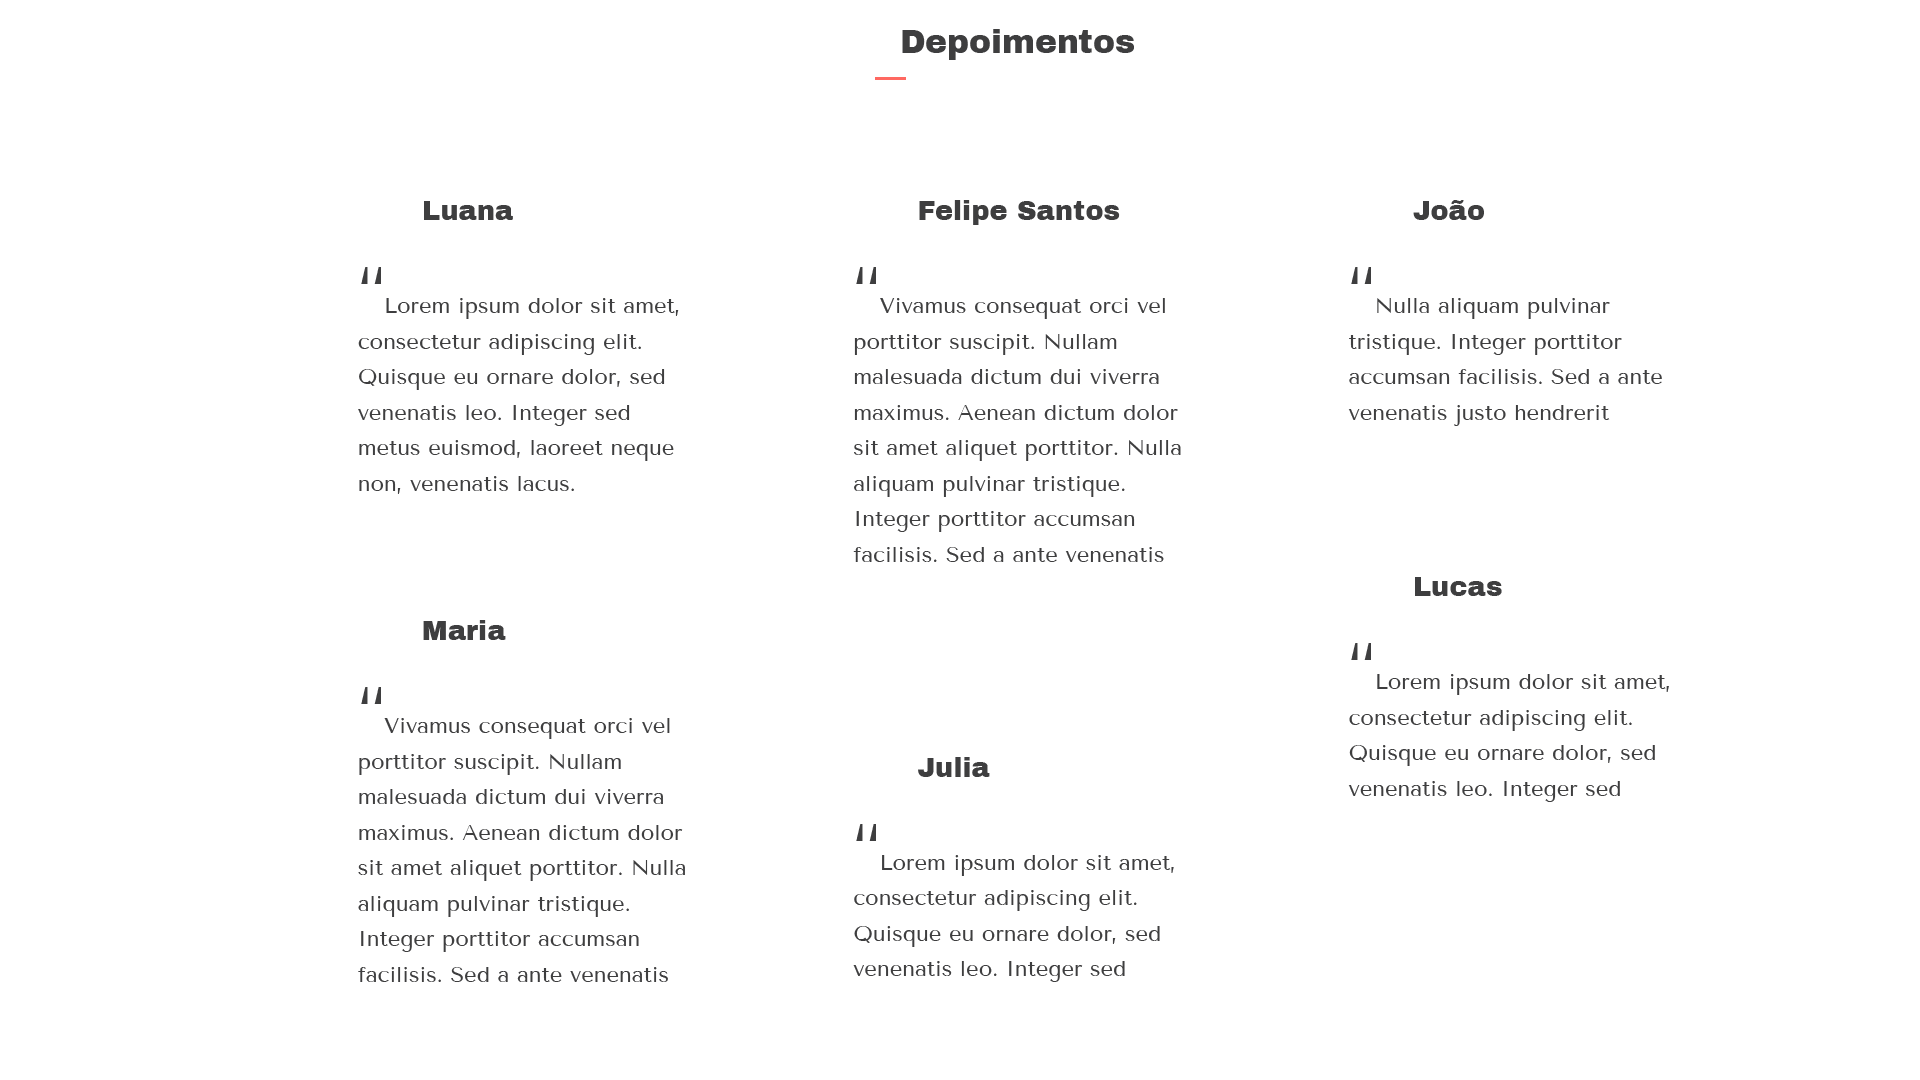 Depoimentos
Luana
"
Lorem ipsum dolor sit amet,
consectetur adipiscing elit.
Quisque eu ornare dolor, sed
venenatis leo. Integer sed
metus euismod, laoreet neque
non, venenatis lacus.
Maria
"
Vivamus consequat orci vel
porttitor suscipit. Nullam
malesuada dictum dui viverra
maximus. Aenean dictum dolor
sit amet aliquet porttitor. Nulla
aliquam pulvinar tristique.
Integer porttitor accumsan
facilisis. Sed a ante venenatis
Felipe Santos
"
Vivamus consequat orci vel
porttitor suscipit. Nullam
malesuada dictum dui viverra
maximus. Aenean dictum dolor
sit amet aliquet porttitor. Nulla
aliquam pulvinar tristique.
Integer porttitor accumsan
facilisis. Sed a ante venenatis
Julia
"
Lorem ipsum dolor sit amet,
consectetur adipiscing elit.
Quisque eu ornare dolor, sed
venenatis leo. Integer sed
João
"
Nulla aliquam pulvinar
tristique. Integer porttitor
accumsan facilisis. Sed a ante
venenatis justo hendrerit
Lucas
"
Lorem ipsum dolor sit amet,
consectetur adipiscing elit.
Quisque eu ornare dolor, sed
venenatis leo. Integer sed